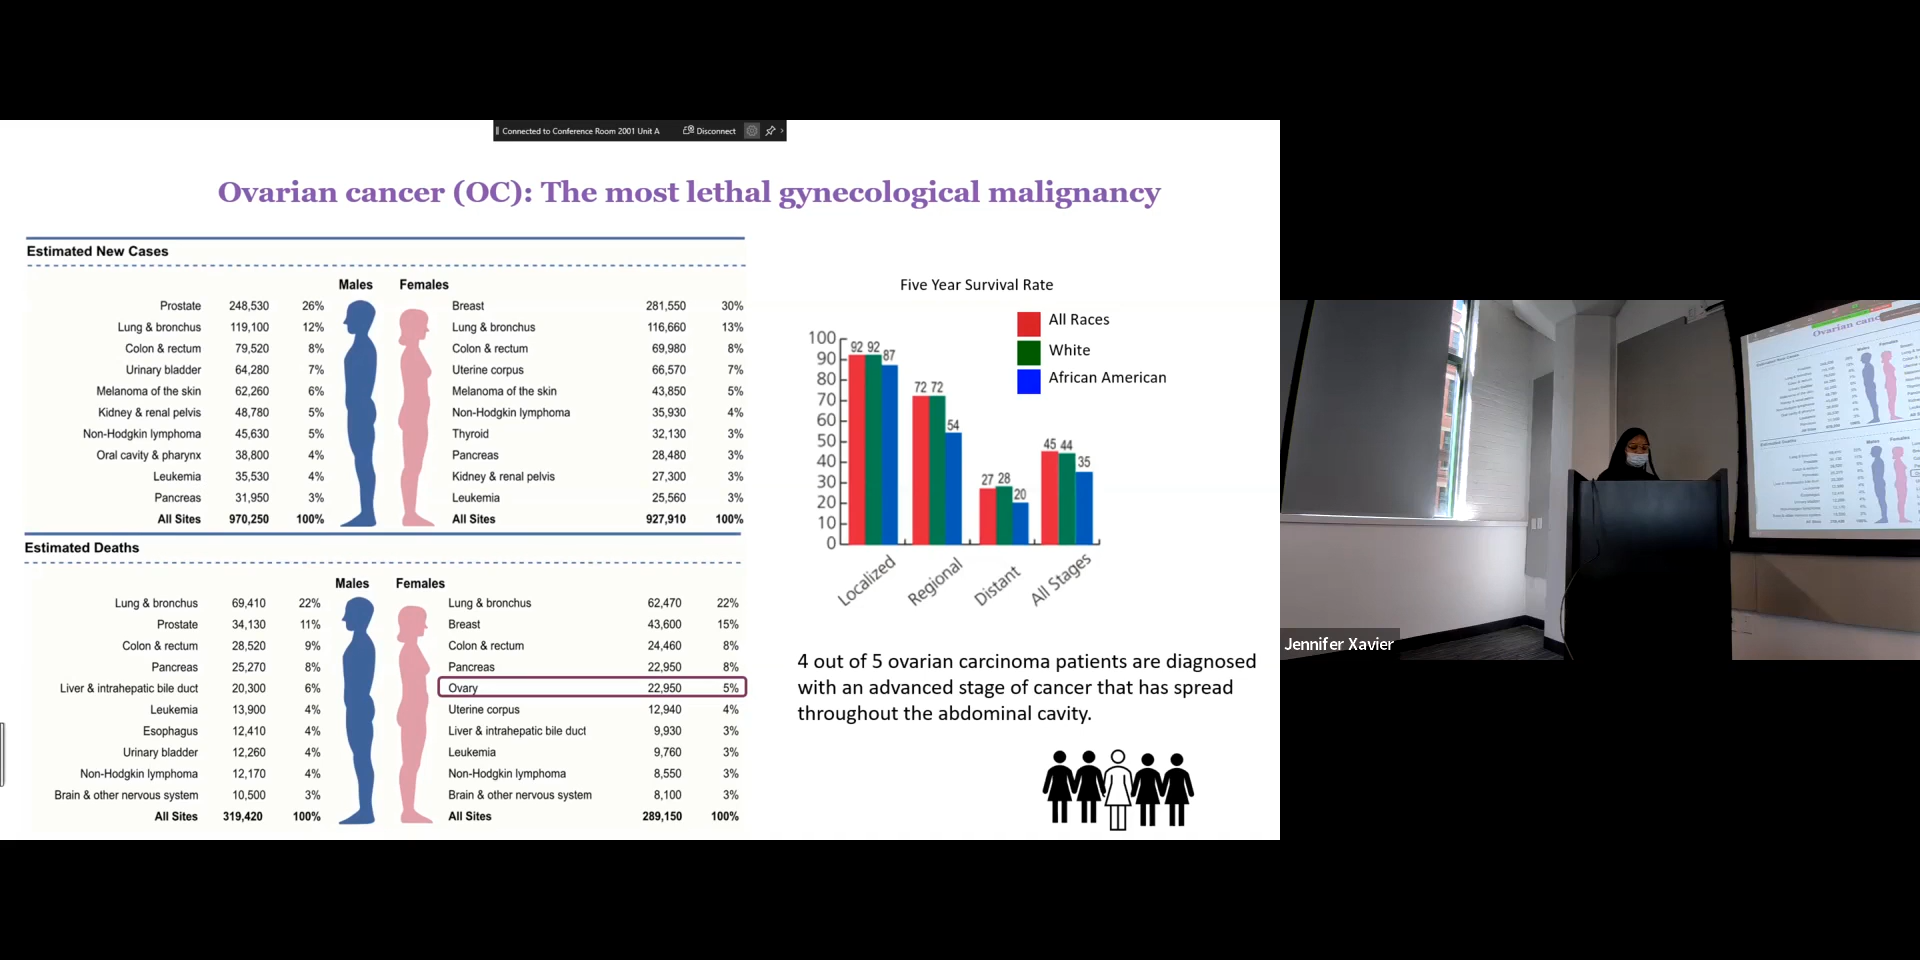 Connected to Conference Room 2001 Unit A
Disconnect
Ovarian cancer (OC): The most lethal gynecological malignancy
Estimated New Cases
Males Females
Prostate 248,530 26% Breast 281,550 30%
Lung & bronchus 119,100 12% Lung & bronchus 116,660 13%
Colon & rectum 79,520 8% Colon & rectum 69,980 8%
Urinary bladder 64,280 7% Uterine corpus 66,570 7%
Melanoma of the skin 62,260 6% Melanoma of the skin 43,850 5%
Kidney & renal pelvis 48,780 5% Non-Hodgkin lymphoma 35,930 4%
Non-Hodgkin lymphoma 45,630 5% Thyroid 32,130 3%
Oral cavity & pharynx 38,800 4% Pancreas 28,480 3%
Leukemia 35,530 4% Kidney & renal pelvis 27,300 3%
Pancreas 31,950 3% Leukemia 25,560 3%
All Sites 970,250 100% All Sites 927,910 100%
Estimated Deaths
Males Females
Lung & bronchus 69,410 22% Lung & bronchus 62,470 22%
Prostate 34,130 11% Breast 43,600 15%
Colon & rectum 28,520 9% Colon & rectum 24,460 8%
Pancreas 25,270 8% Pancreas 22,950 8%
Liver & intrahepatic bile duct 20,300 6% Ovary 22,950 5%
Leukemia 13,900 4% Uterine corpus 12,940 4%
Esophagus 12,410 4% Liver & intrahepatic bile duct 9,930 3%
Urinary bladder 12,260 4% Leukemia 9,760 3%
Non-Hodgkin lymphoma 12,170 4% Non-Hodgkin lymphoma 8,550 3%
Brain & other nervous system 10,500 3% Brain & other nervous system 8,100 3%
All Sites 319,420 100% All Sites 289,150 100%
Five Year Survival Rate
All Races
White
African American
100
90
80
70
60
50
40
30
20
10
0
92 92 87
72 72 54
27 28 20
45 44 35
Localized Regional Distant All Stages
4 out of 5 ovarian carcinoma patients are diagnosed
with an advanced stage of cancer that has spread
throughout the abdominal cavity.
Ovarian canc
Jennifer Xavier